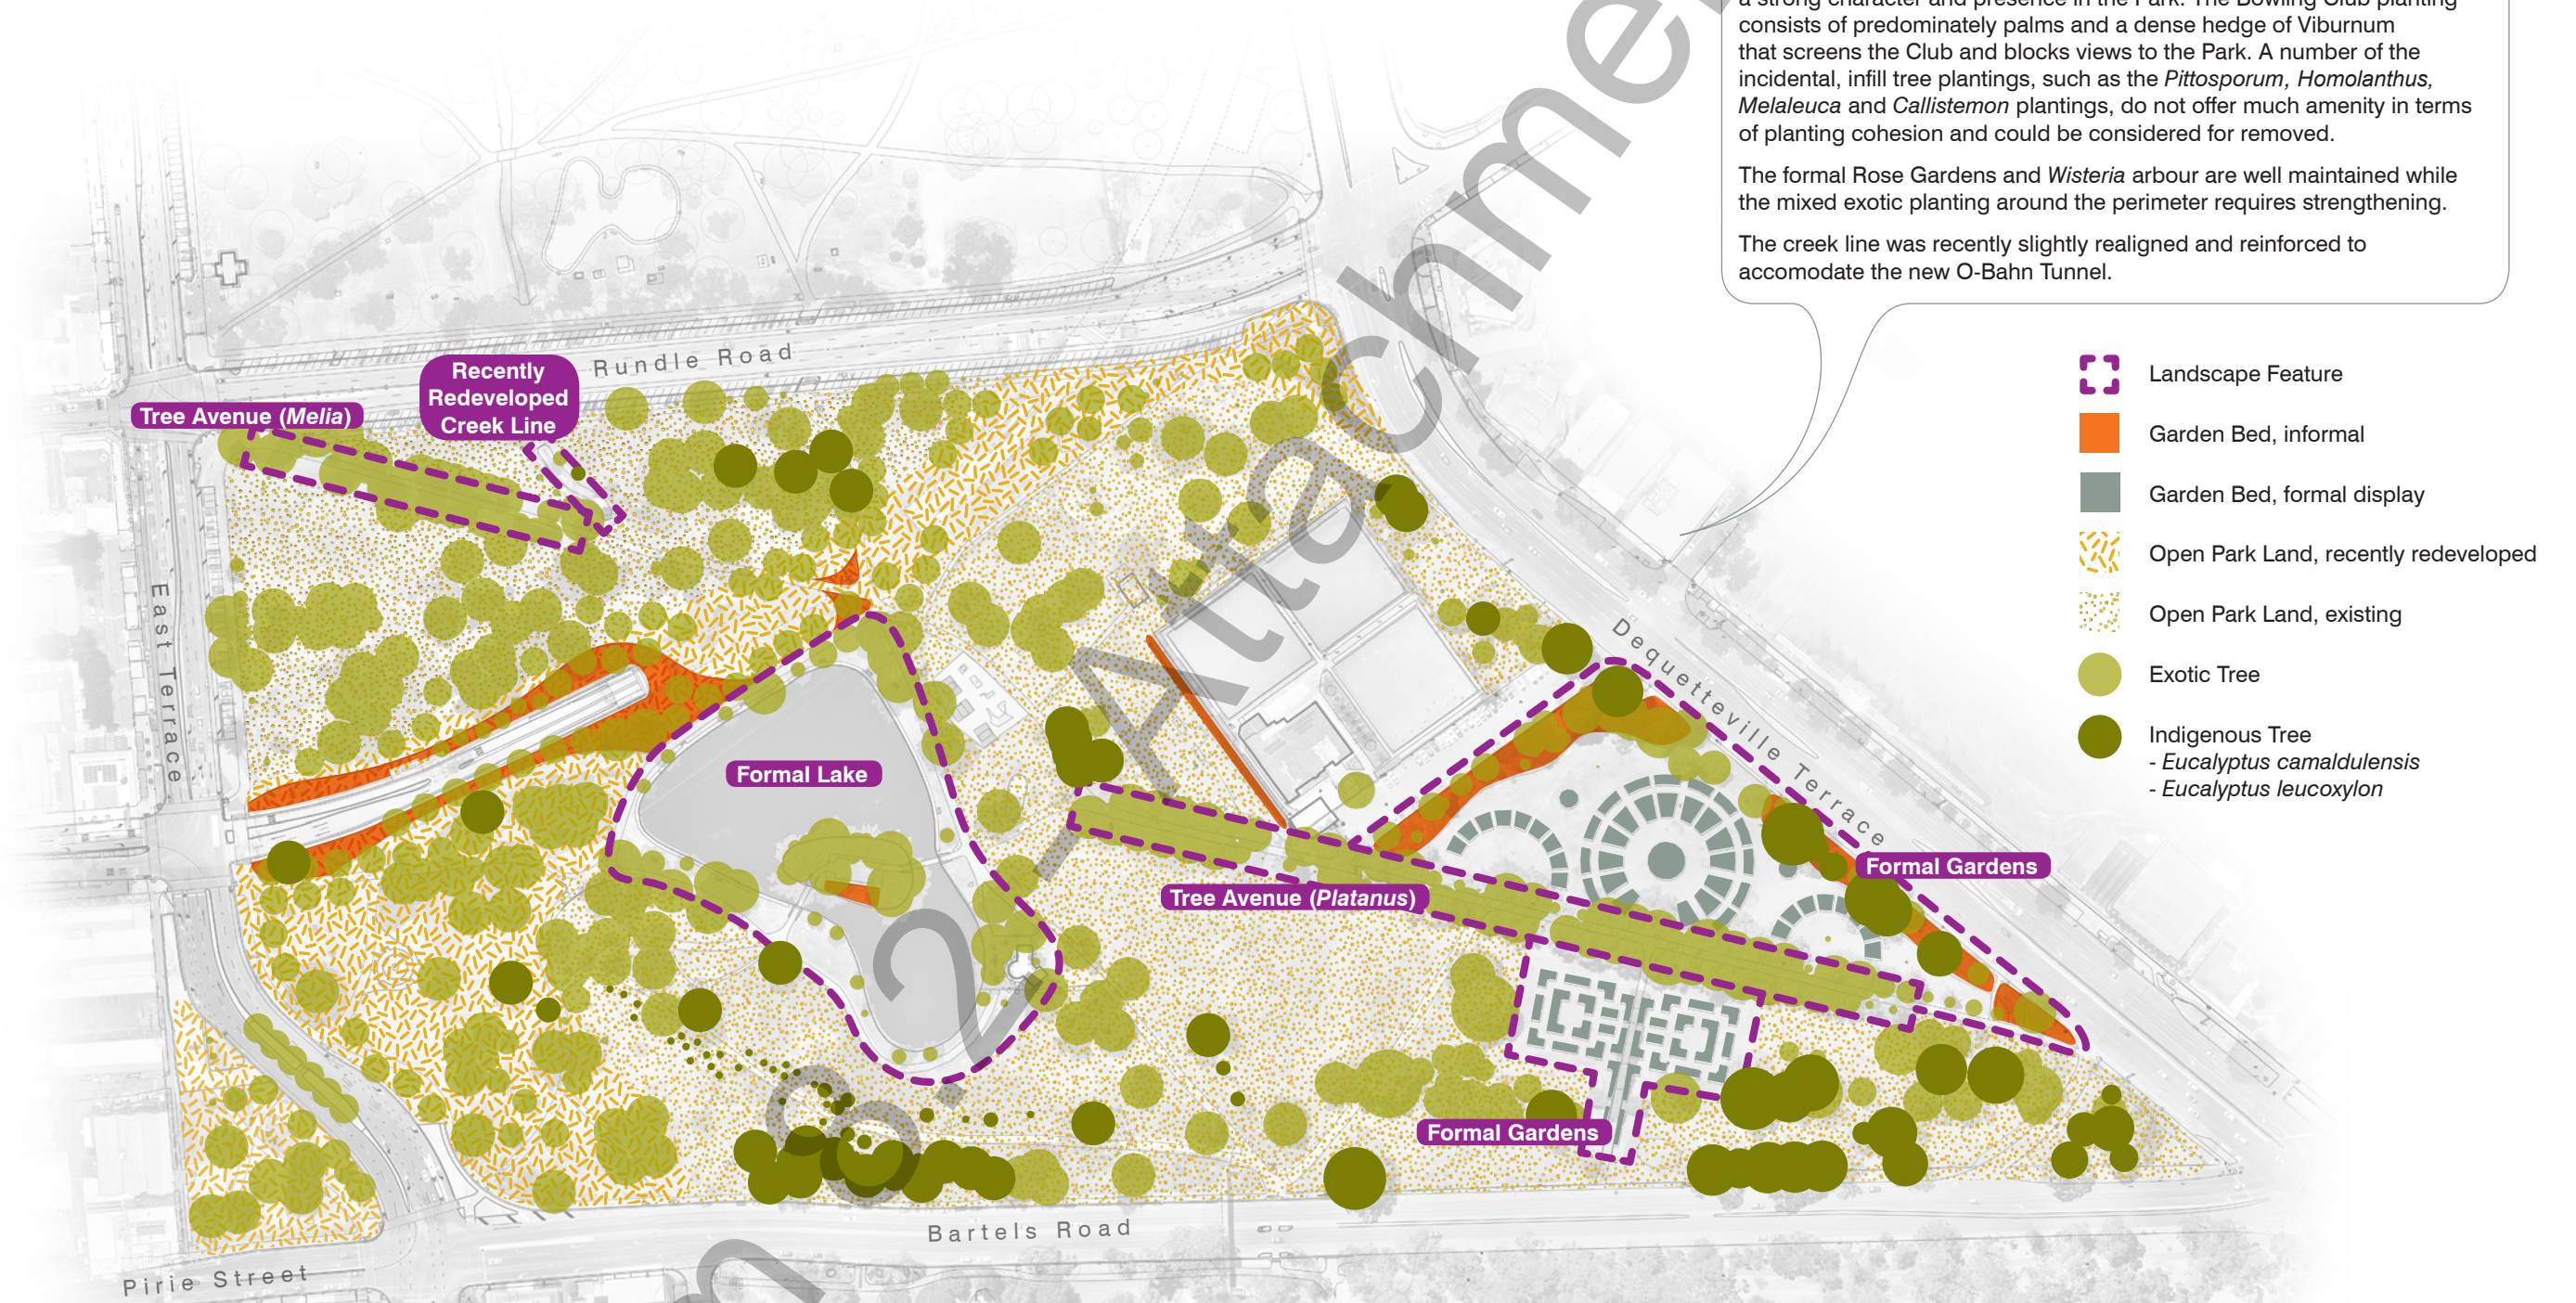 a strong character and presence in the Park. The Bowling Club planting
consists of predominately palms and a dense hedge of Viburnum
that screens the Club and blocks views to the Park. A number of the
incidental, infill tree plantings, such as the Pittosporum, Homolanthus,
Melaleuca and Callistemon plantings, do not offer much amenity in terms
of planting cohesion and could be considered for removed.
The formal Rose Gardens and Wisteria arbour are well maintained while
the mixed exotic planting around the perimeter requires strengthening.
The creek line was recently slightly realigned and reinforced to
accomodate the new O-Bahn Tunnel.
Landscape Feature
Garden Bed, informal
Garden Bed, formal display
Open Park Land, recently redeveloped
Open Park Land, existing
Exotic Tree
Indigenous Tree
- Eucalyptus camaldulensis
- Eucalyptus leucoxylon
Rundle Road
Recently
Redeveloped
Creek Line
Tree Avenue (Melia)
East Terrace
Dequetteville Terrace
Formal Lake
Formal Gardens
Tree Avenue (Platanus)
Formal Gardens
Bartels Road
Pirie Street